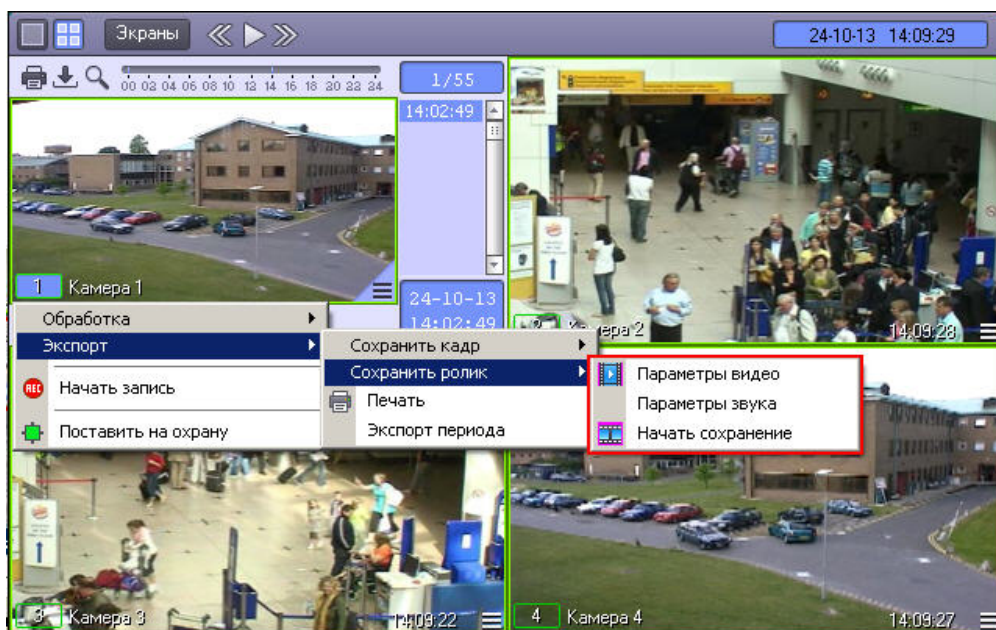 Экраны
24-10-13 14:09:29
00 02 04 06 08 10 12 14 16 18 20 22 24
1/55
14:02:49
1 Камера 1
24-10-13
14:02:49
2 Камера 2
14:09:28
Обработка
Экспорт
Начать запись
REC
Поставить на охрану
Сохранить кадр
Сохранить ролик
Печать
Экспорт периода
Параметры видео
Параметры звука
Начать сохранение
3 Камера 3
14:09:22
4 Камера 4
14:09:27